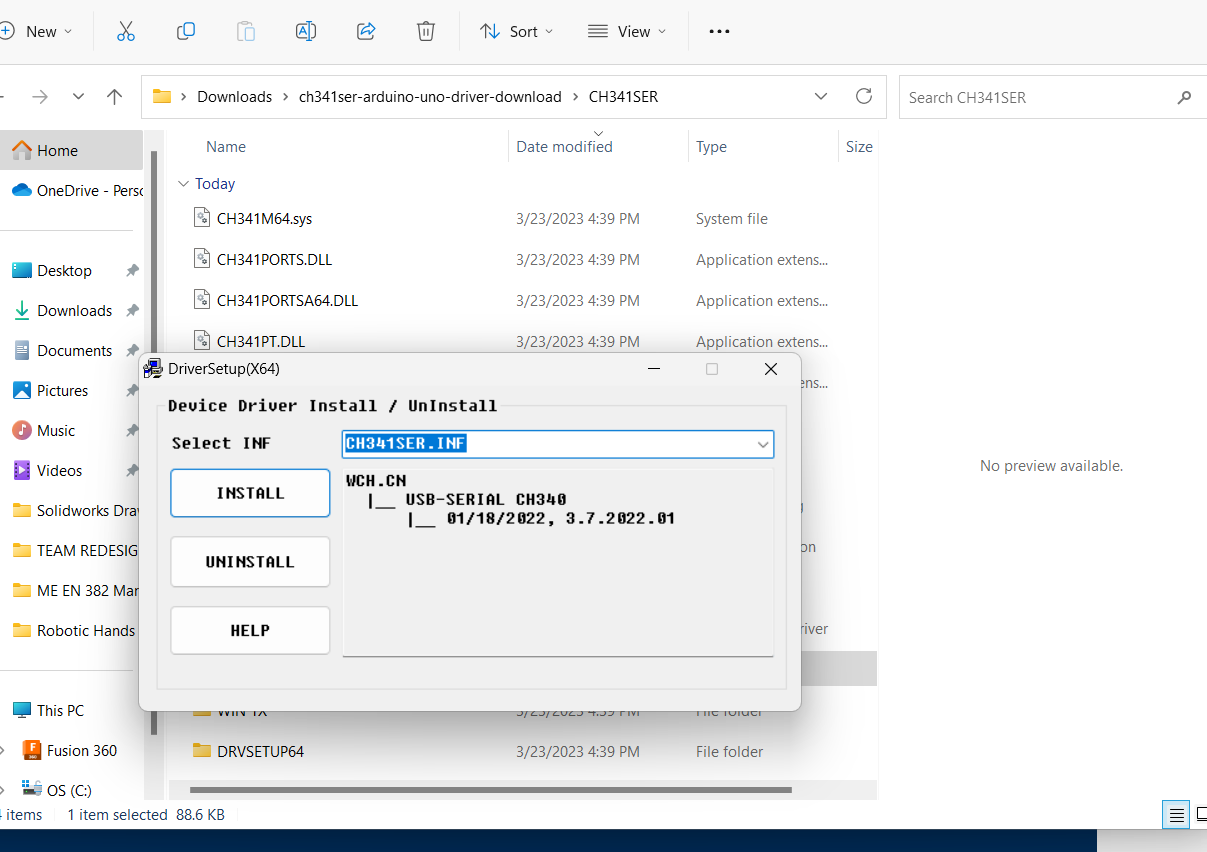 New
Sort
View
Downloads
ch341ser-arduino-uno-driver-download
CH341SER
Search CH341SER
Home
OneDrive - Perso
Desktop
Downloads
Documents
Pictures
Music
Videos
Solidworks Draw
TEAM REDESIG
ME EN 382 Man
Robotic Hands
This PC
Fusion 360
OS (C:)
Name
Date modified
Type
Size
Today
CH341M64.sys
3/23/2023 4:39 PM
System file
CH341PORTS.DLL
3/23/2023 4:39 PM
Application extens...
CH341PORTSA64.DLL
3/23/2023 4:39 PM
Application extens...
CH341PT.DLL
3/23/2023 4:39 PM
Application extens...
ens...
on
river
WIN 1X
3/23/2023 4:39 PM
File folder
DRVSETUP64
3/23/2023 4:39 PM
File folder
DriverSetup(X64)
Device Driver Install / UnInstall
Select INF
CH341SER.INF
INSTALL
UNINSTALL
HELP
WCH.CN
|__ USB-SERIAL CH340
|__ 01/18/2022, 3.7.2022.01
No preview available.
items
1 item selected
88.6 KB